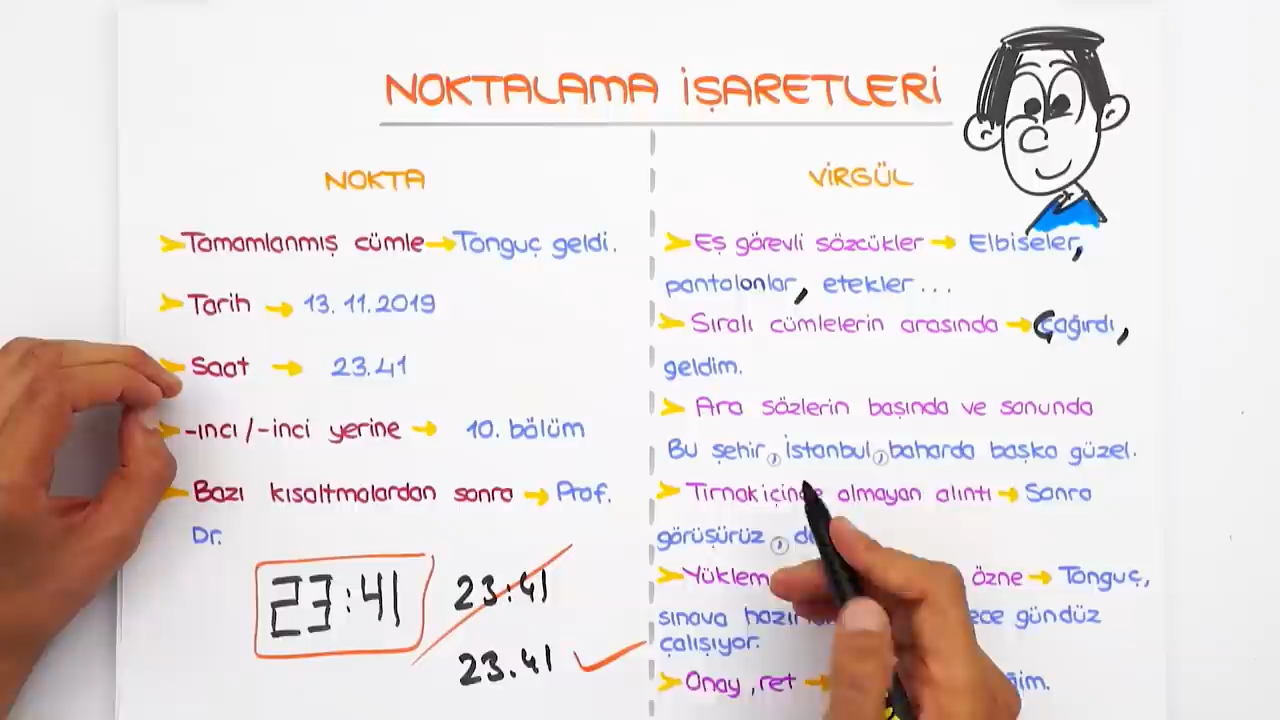 NOKTALAMA İŞARETLERİ
NOKTA
Tamamlanmış cümle → Tonguç geldi.
Tarih → 13.11.2019
Saat → 23.41
-ıncı/-inci yerine → 10. bölüm
Bazı kısaltmalardan sonra → Prof.
Dr.
23:41
23:41
23.41
VİRGÜL
Eş görevli sözcükler → Elbiseler,
pantolonlar, etekler...
Sıralı cümlelerin arasında → Çağırdı,
geldim.
Ara sözlerin başında ve sonunda
Bu şehir, İstanbul, baharda başka güzel.
Tırnak içinde olmayan alıntı → Sonra
görüşürüz,
Yüklem özne → Tonguç,
sınava gündüz
çalışıyor.
Onay, ret →